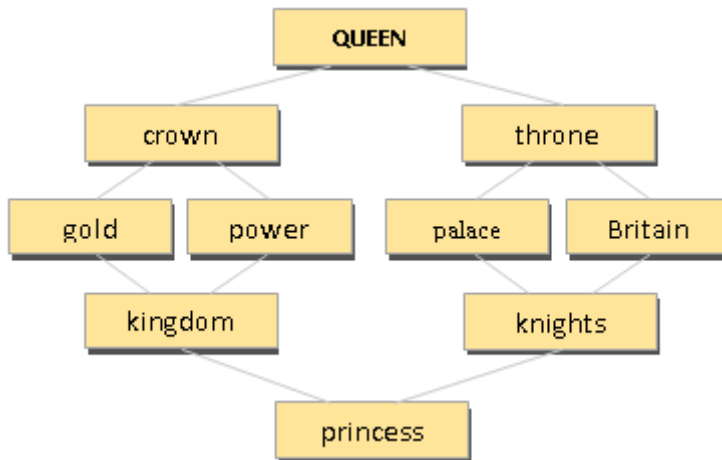 QUEEN
crown
throne
gold
power
palace
Britain
kingdom
knights
princess